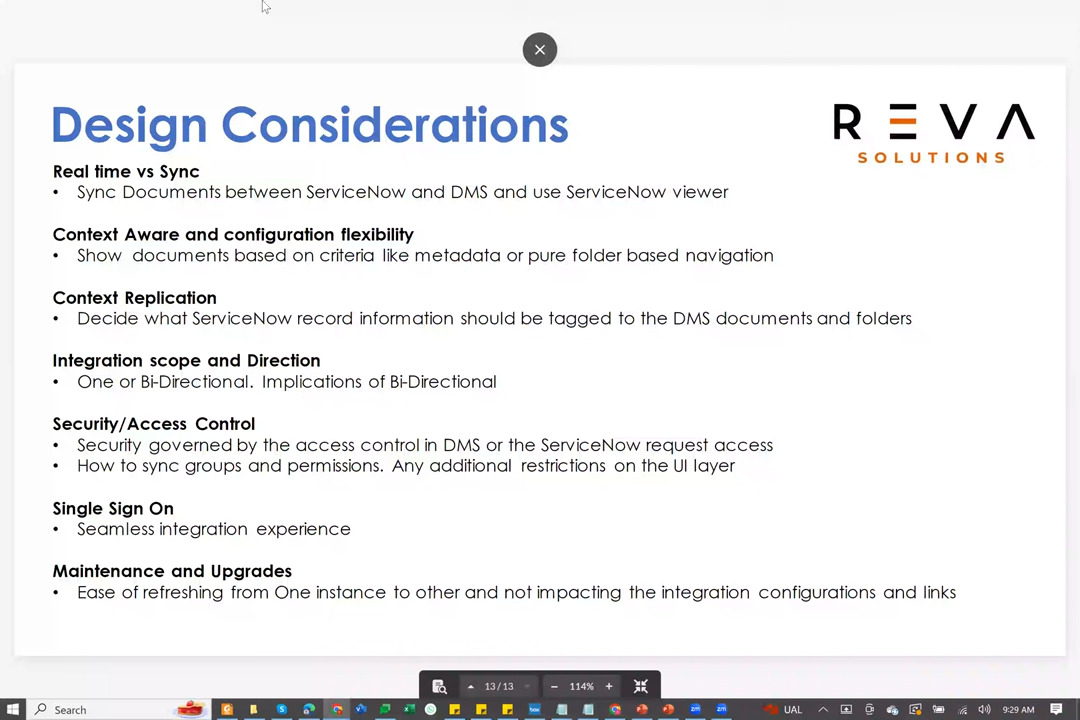 Design Considerations
REVA
SOLUTIONS
Real time vs Sync
• Sync Documents between ServiceNow and DMS and use ServiceNow viewer
Context Aware and configuration flexibility
• Show documents based on criteria like metadata or pure folder based navigation
Context Replication
• Decide what ServiceNow record information should be tagged to the DMS documents and folders
Integration scope and Direction
• One or Bi-Directional. Implications of Bi-Directional
Security/Access Control
• Security governed by the access control in DMS or the ServiceNow request access
• How to sync groups and permissions. Any additional restrictions on the UI layer
Single Sign On
• Seamless integration experience
Maintenance and Upgrades
• Ease of refreshing from One instance to other and not impacting the integration configurations and links
13/13
114%
Search
UAL
9:29 AM